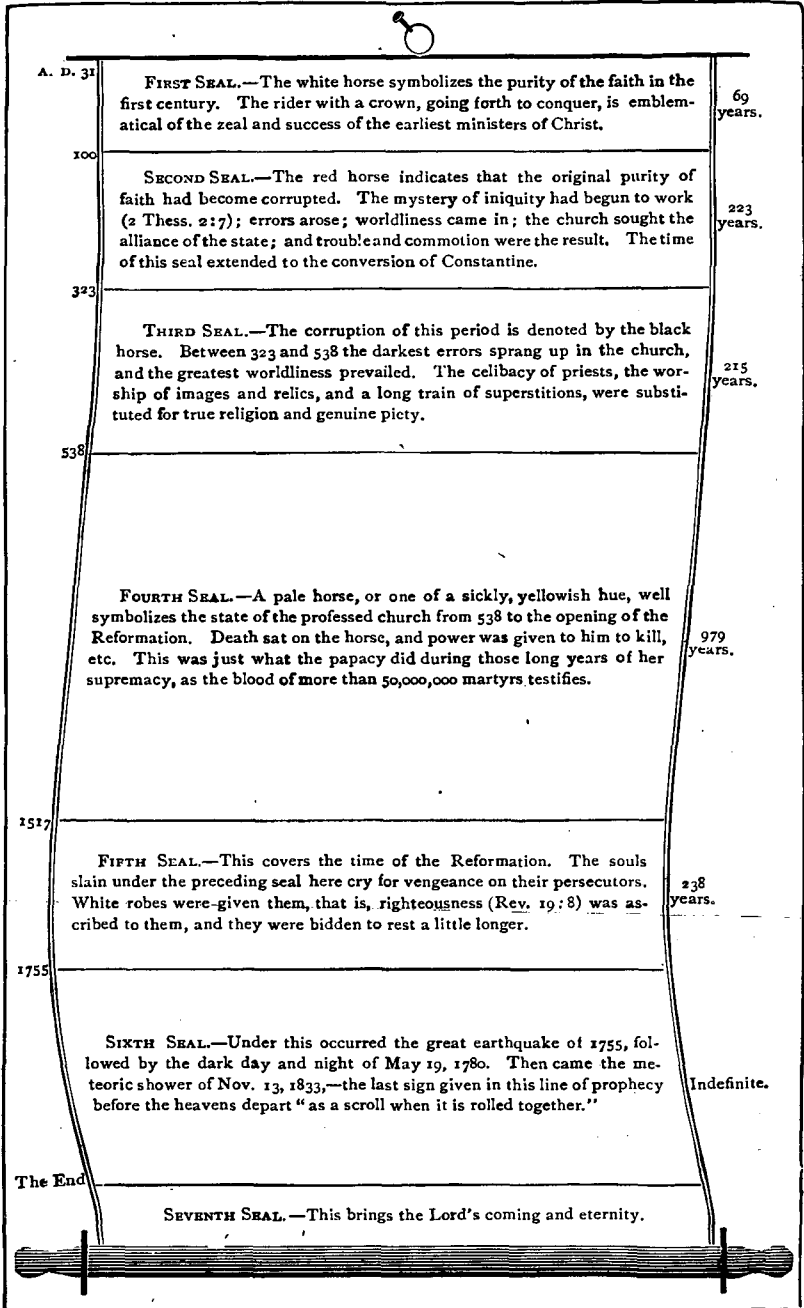 A. D. 31
FIRST SEAL.—The white horse symbolizes the purity of the faith in the
first century. The rider with a crown, going forth to conquer, is emblem-
atical of the zeal and success of the earliest ministers of Christ.
69
years.
100
SECOND SEAL.—The red horse indicates that the original purity of
faith had become corrupted. The mystery of iniquity had begun to work
(2 Thess. 2:7); errors arose; worldliness came in; the church sought the
alliance of the state; and trouble and commotion were the result. The time
of this seal extended to the conversion of Constantine.
223
years.
323
THIRD SEAL.—The corruption of this period is denoted by the black
horse. Between 323 and 538 the darkest errors sprang up in the church,
and the greatest worldliness prevailed. The celibacy of priests, the wor-
ship of images and relics, and a long train of superstitions, were substi-
tuted for true religion and genuine piety.
215
years.
538
FOURTH SEAL.—A pale horse, or one of a sickly, yellowish hue, well
symbolizes the state of the professed church from 538 to the opening of the
Reformation. Death sat on the horse, and power was given to him to kill,
etc. This was just what the papacy did during those long years of her
supremacy, as the blood of more than 50,000,000 martyrs testifies.
979
years.
1517
FIFTH SEAL.—This covers the time of the Reformation. The souls
slain under the preceding seal here cry for vengeance on their persecutors.
White robes were given them, that is, righteousness (Rev. 19:8) was as-
cribed to them, and they were bidden to rest a little longer.
238
years.
1755
SIXTH SEAL.—Under this occurred the great earthquake of 1755, fol-
lowed by the dark day and night of May 19, 1780. Then came the me-
teoric shower of Nov. 13, 1833,—the last sign given in this line of prophecy
before the heavens depart "as a scroll when it is rolled together."
Indefinite.
The End
SEVENTH SEAL.—This brings the Lord's coming and eternity.